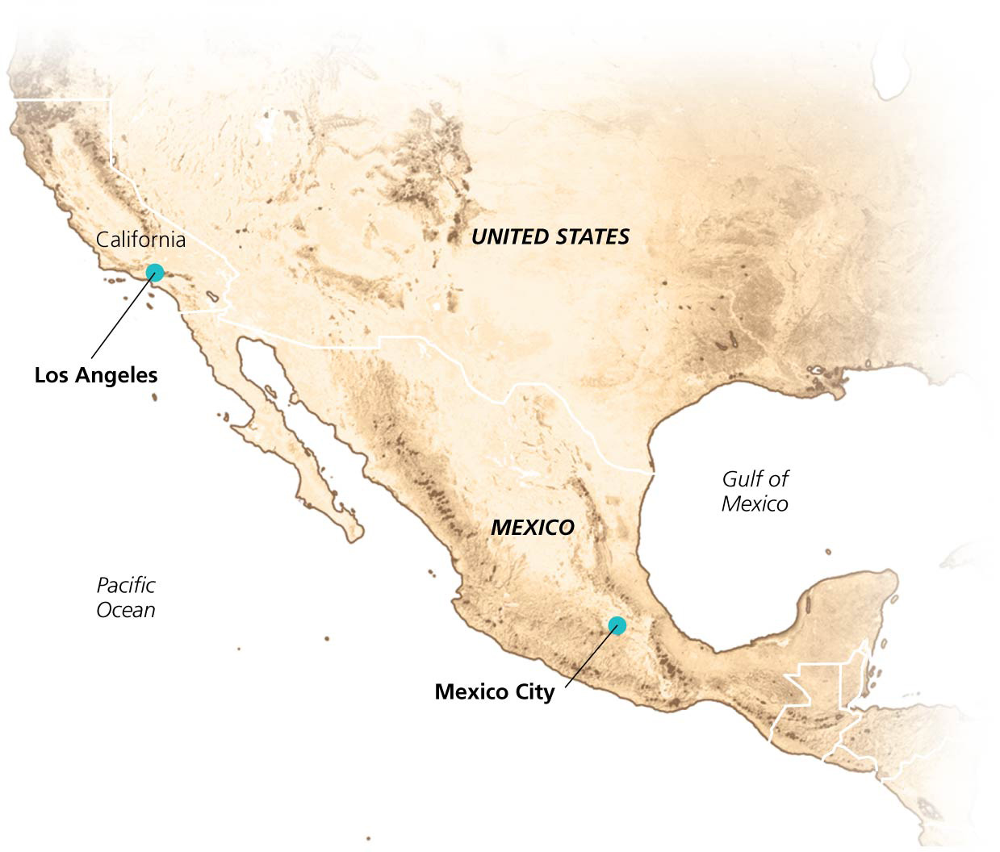 California
UNITED STATES
Los Angeles
Gulf of
Mexico
MEXICO
Pacific
Ocean
Mexico City